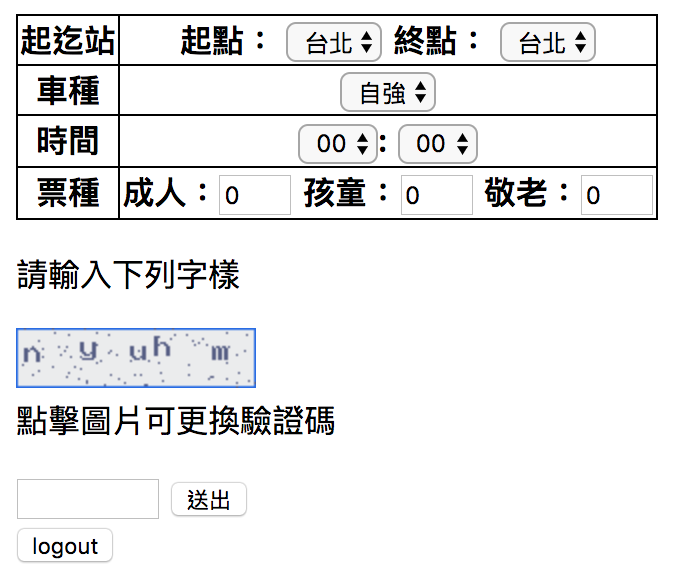 起迄站 起點： 台北 終點： 台北
車種 自強
時間 00 : 00
票種 成人：0 孩童：0 敬老：0
請輸入下列字樣
n y u h m
點擊圖片可更換驗證碼
送出
logout